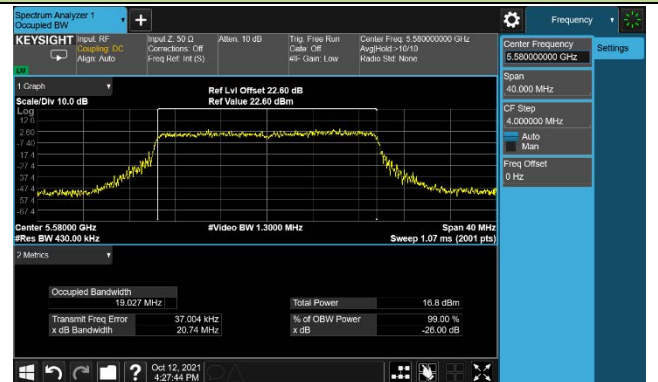 Spectrum Analyzer 1
Occupied BW
Frequency
KEYSIGHT
Input: RF
Coupling: DC
Align: Auto
Input Z: 50 Ω
Corrections: Off
Freq Ref: Int (S)
Atten: 10 dB
Trig: Free Run
Gate: Off
#IF Gain: Low
Center Freq: 5.580000000 GHz
Avg|Hold:>10/10
Radio Std: None
Center Frequency
5.580000000 GHz
Settings
Span
40.000 MHz
CF Step
4.000000 MHz
Auto
Man
Freq Offset
0 Hz
1 Graph
Scale/Div 10.0 dB
Ref Lvl Offset 22.60 dB
Ref Value 22.60 dBm
Log
12.6
2.60
-7.40
-17.4
-27.4
-37.4
-47.4
-57.4
-67.4
Center 5.58000 GHz
#Res BW 430.00 kHz
#Video BW 1.3000 MHz
Span 40 MHz
Sweep 1.07 ms (2001 pts)
2 Metrics
Occupied Bandwidth
19.027 MHz
Total Power 16.8 dBm
Transmit Freq Error 37.004 kHz
% of OBW Power 99.00 %
x dB Bandwidth 20.74 MHz
x dB -26.00 dB
Oct 12, 2021
4:27:44 PM